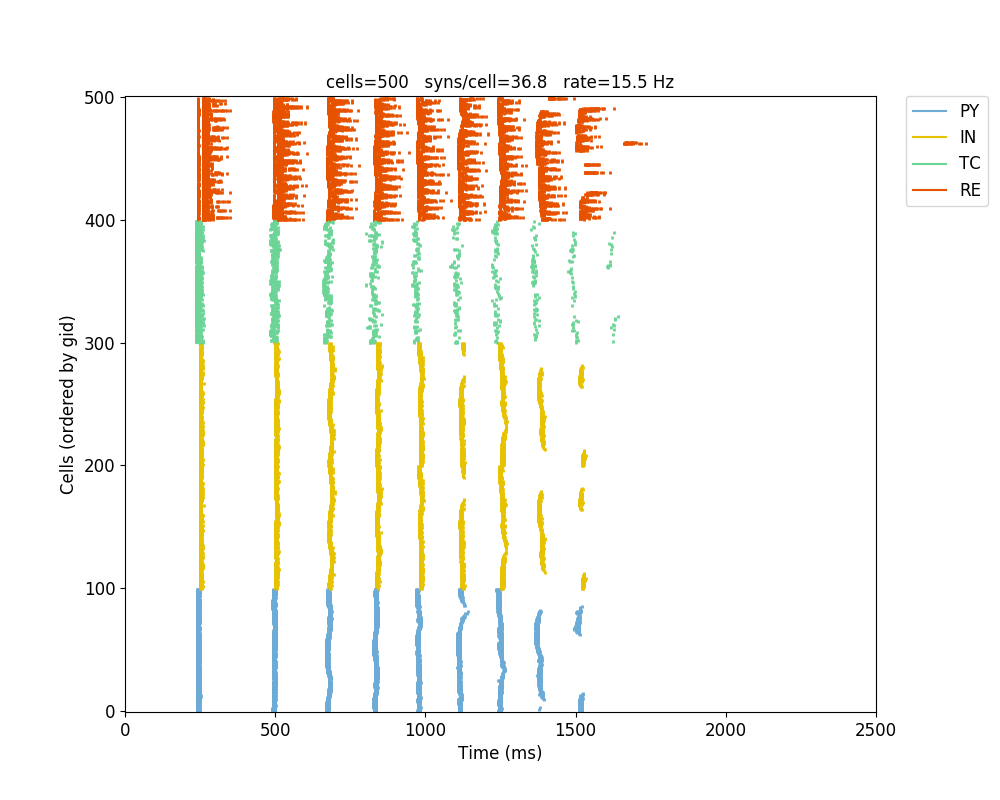 cells=500   syns/cell=36.8   rate=15.5 Hz
500
400
300
200
100
0
Cells (ordered by gid)
0 500 1000 1500 2000 2500
Time (ms)
PY
IN
TC
RE